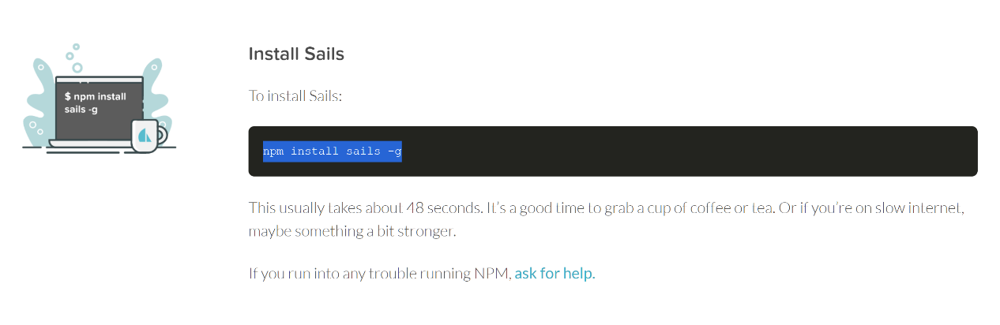 $ npm install
sails -g
Install Sails
To install Sails:
npm install sails -g
This usually takes about 48 seconds. It's a good time to grab a cup of coffee or tea. Or if you're on slow internet,
maybe something a bit stronger.
If you run into any trouble running NPM, ask for help.